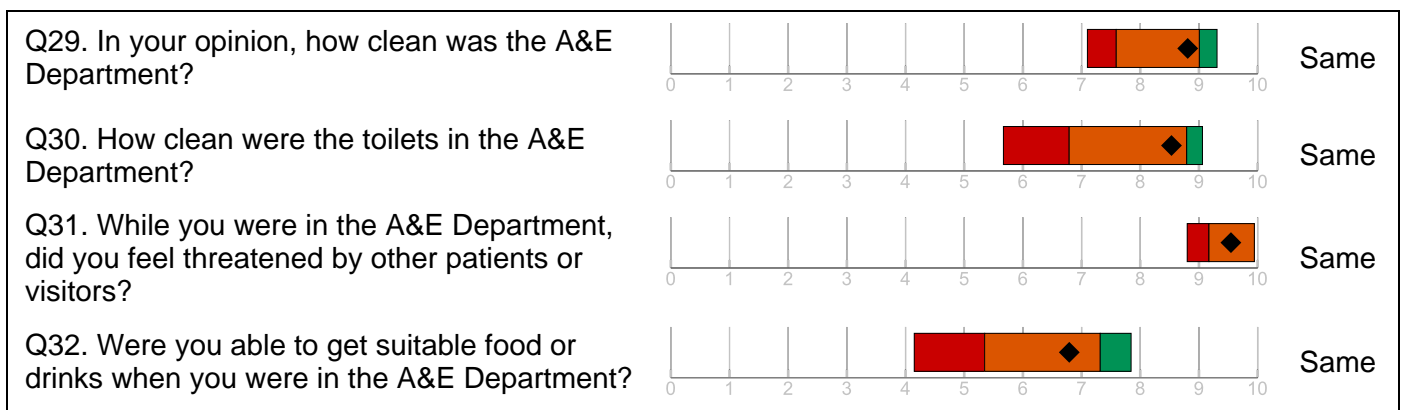 Q29. In your opinion, how clean was the A&E
Department?
Same
0 1 2 3 4 5 6 7 8 9 10
Q30. How clean were the toilets in the A&E
Department?
Same
0 1 2 3 4 5 6 7 8 9 10
Q31. While you were in the A&E Department,
did you feel threatened by other patients or
visitors?
Same
0 1 2 3 4 5 6 7 8 9 10
Q32. Were you able to get suitable food or
drinks when you were in the A&E Department?
Same
0 1 2 3 4 5 6 7 8 9 10